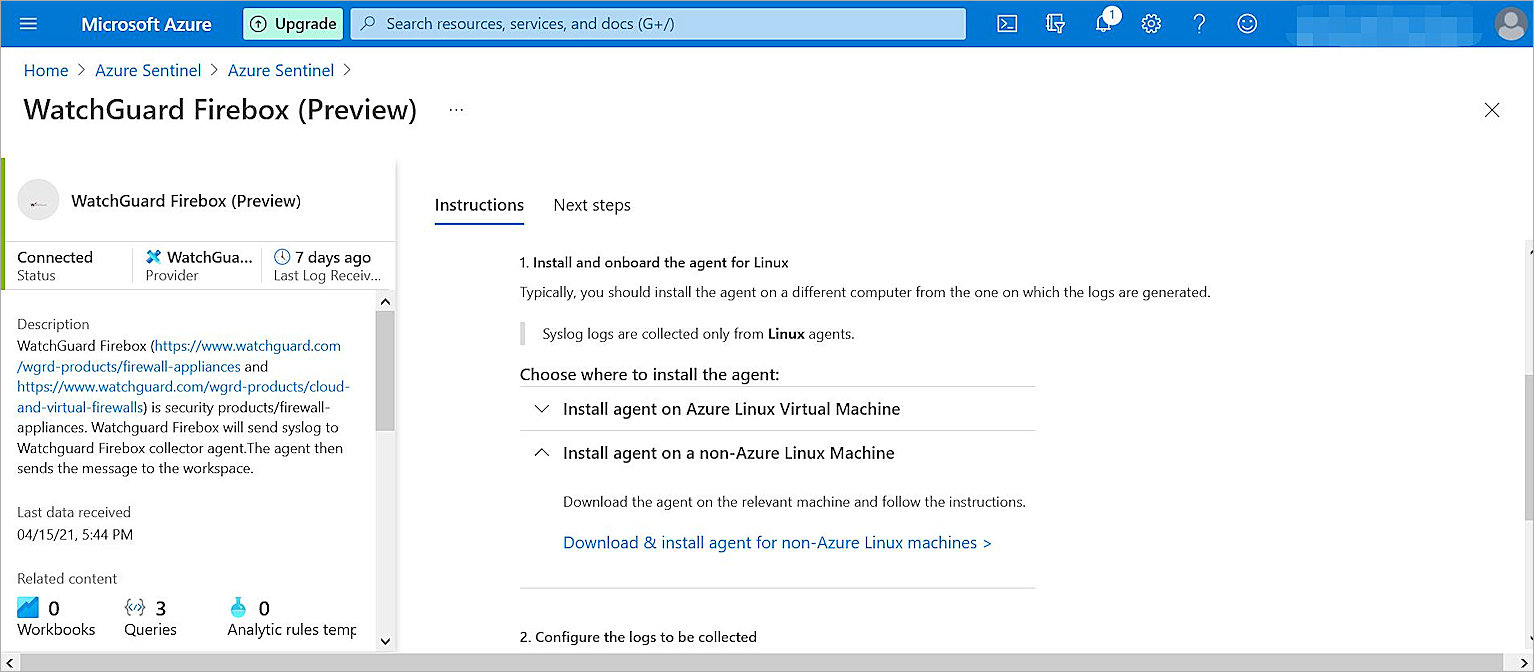 Microsoft Azure
Upgrade
Search resources, services, and docs (G+/)
1
Home > Azure Sentinel > Azure Sentinel >
WatchGuard Firebox (Preview) ...
WatchGuard Firebox (Preview)
Connected
Status
WatchGua...
Provider
7 days ago
Last Log Receiv...
Description
WatchGuard Firebox (https://www.watchguard.com
/wgrd-products/firewall-appliances and
https://www.watchguard.com/wgrd-products/cloud-
and-virtual-firewalls) is security products/firewall-
appliances. Watchguard Firebox will send syslog to
Watchguard Firebox collector agent.The agent then
sends the message to the workspace.
Last data received
04/15/21, 5:44 PM
Related content
0
Workbooks
3
Queries
0
Analytic rules temp
Instructions
Next steps
1. Install and onboard the agent for Linux
Typically, you should install the agent on a different computer from the one on which the logs are generated.
Syslog logs are collected only from Linux agents.
Choose where to install the agent:
Install agent on Azure Linux Virtual Machine
Install agent on a non-Azure Linux Machine
Download the agent on the relevant machine and follow the instructions.
Download & install agent for non-Azure Linux machines >
2. Configure the logs to be collected